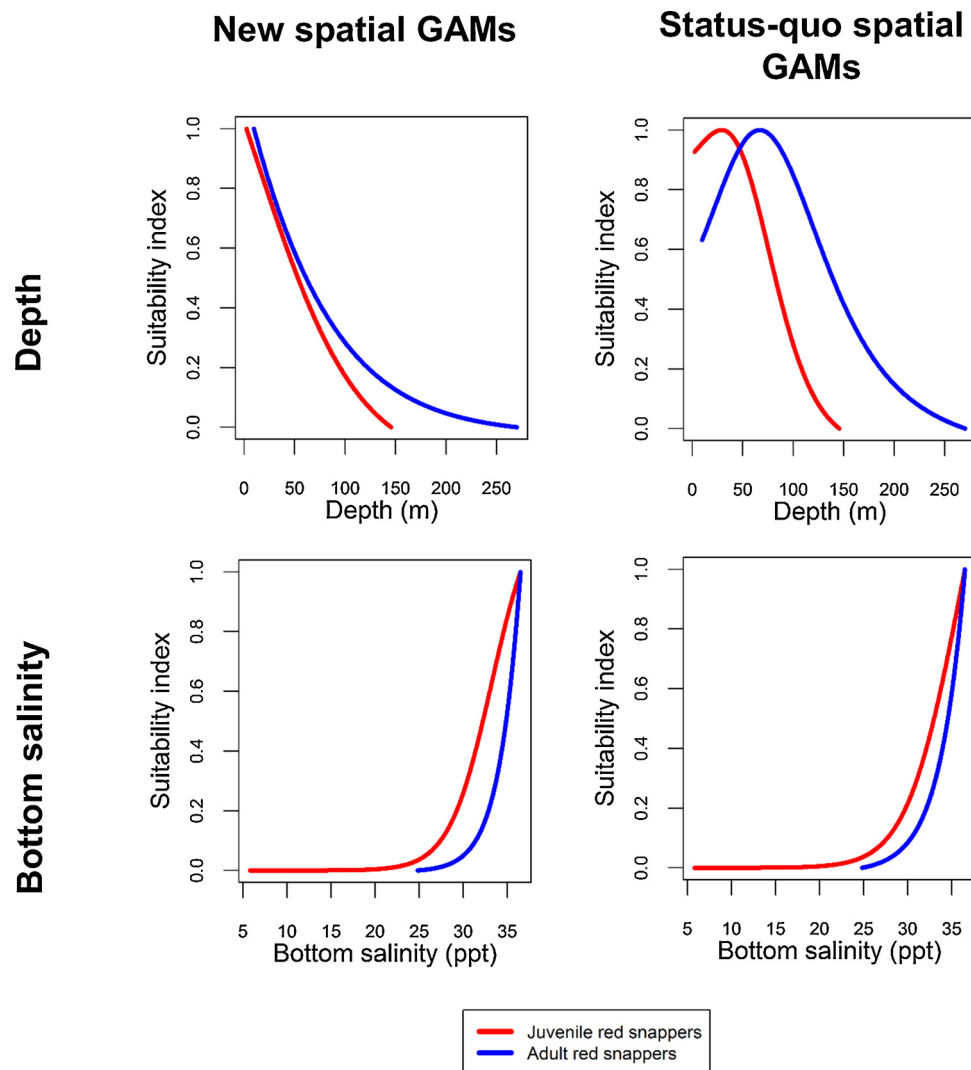 New spatial GAMs
Status-quo spatial
GAMs
Depth
Suitability index
0.0 0.2 0.4 0.6 0.8 1.0
0 50 100 150 200 250
Depth (m)
Suitability index
0.0 0.2 0.4 0.6 0.8 1.0
0 50 100 150 200 250
Depth (m)
Bottom salinity
Suitability index
0.0 0.2 0.4 0.6 0.8 1.0
5 10 15 20 25 30 35
Bottom salinity (ppt)
Suitability index
0.0 0.2 0.4 0.6 0.8 1.0
5 10 15 20 25 30 35
Bottom salinity (ppt)
Juvenile red snappers
Adult red snappers